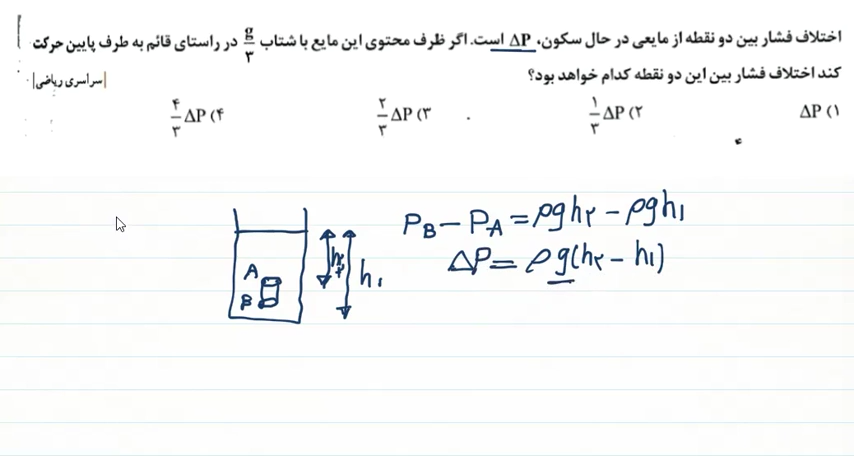 اختلاف فشار بین دو نقطه از مایعی در حال سکون، ΔP است. اگر ظرف محتوی این مایع با شتاب g/۳ در راستای قائم به طرف پایین حرکت
کند اختلاف فشار بین این دو نقطه کدام خواهد بود؟ |سراسری ریاضی|
۱) ΔP ۲) ۱/۳ ΔP ۳) ۲/۳ ΔP ۴) ۴/۳ ΔP
P_B − P_A = ρgh۲ − ρgh۱
ΔP = ρg(h۲ − h۱)
A
B
h۲
h۱